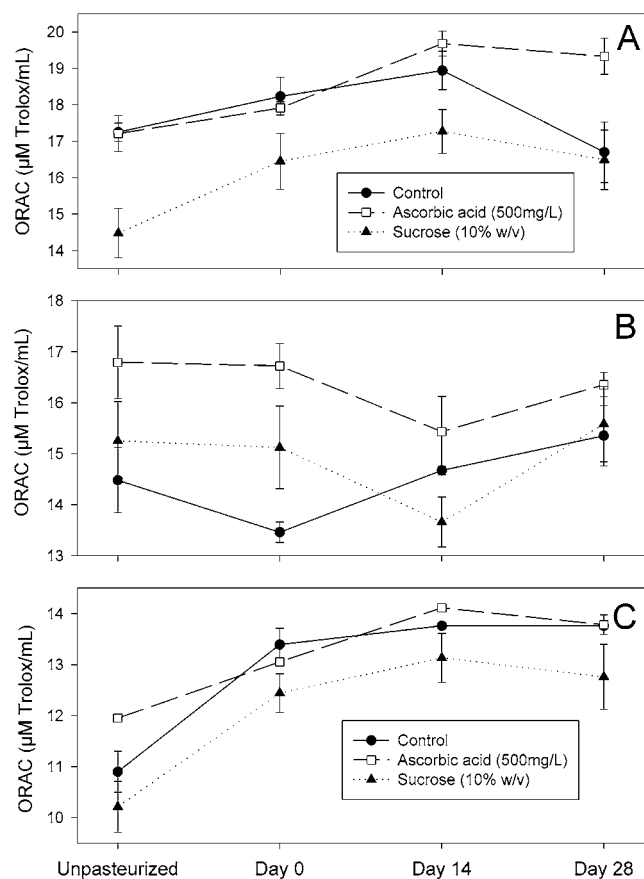 A
ORAC (µM Trolox/mL)
20
19
18
17
16
15
14
Control
Ascorbic acid (500mg/L)
Sucrose (10% w/v)
B
ORAC (µM Trolox/mL)
18
17
16
15
14
13
C
ORAC (µM Trolox/mL)
14
13
12
11
10
Control
Ascorbic acid (500mg/L)
Sucrose (10% w/v)
Unpasteurized Day 0 Day 14 Day 28